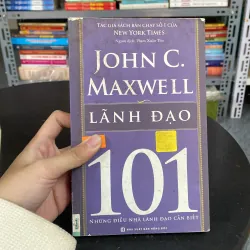 TÁC GIẢ SÁCH BÁN CHẠY SỐ 1 CỦA
NEW YORK TIMES
JOHN C.
MAXWELL
LÃNH ĐẠO
101
NHỮNG ĐIỀU NHÀ LÃNH ĐẠO CẦN BIẾT